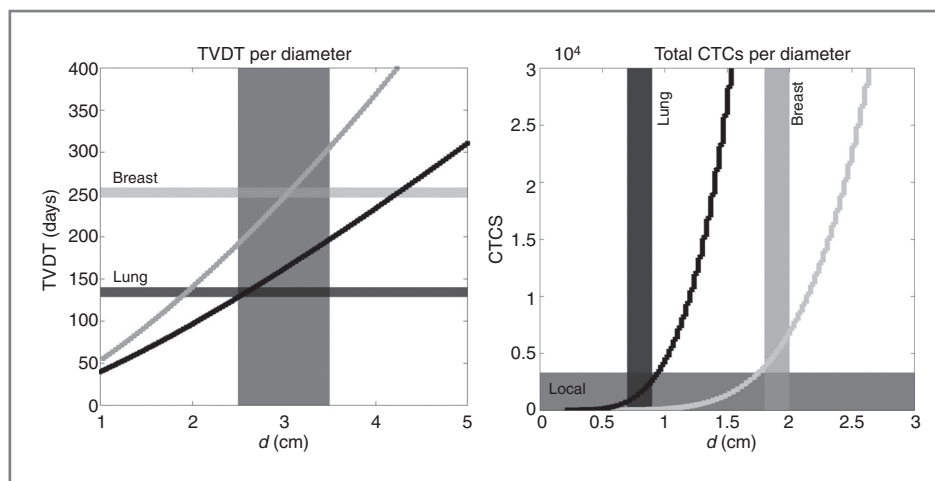 TVDT per diameter
400
350
300
250
200
150
100
50
0
TVDT (days)
Breast
Lung
1
2
3
4
5
d (cm)
10⁴
Total CTCs per diameter
3
2.5
2
1.5
1
0.5
0
CTCS
Lung
Breast
Local
0
0.5
1
1.5
2
2.5
3
d (cm)